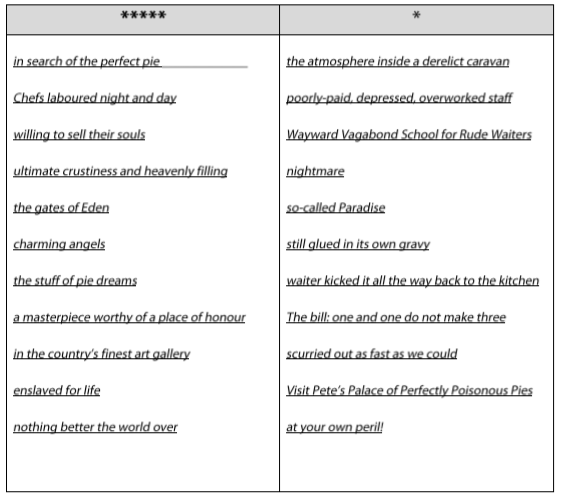 *****
in search of the perfect pie
Chefs laboured night and day
willing to sell their souls
ultimate crustiness and heavenly filling
the gates of Eden
charming angels
the stuff of pie dreams
a masterpiece worthy of a place of honour
in the country's finest art gallery
enslaved for life
nothing better the world over
*
the atmosphere inside a derelict caravan
poorly-paid, depressed, overworked staff
Wayward Vagabond School for Rude Waiters
nightmare
so-called Paradise
still glued in its own gravy
waiter kicked it all the way back to the kitchen
The bill: one and one do not make three
scurried out as fast as we could
Visit Pete's Palace of Perfectly Poisonous Pies
at your own peril!